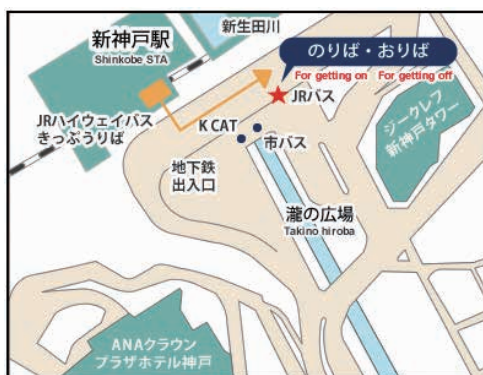 新神戸駅
Shinkobe STA
新生田川
のりば・おりば
For getting on For getting off
JRバス
JRハイウェイバス
きっぷうりば
K CAT
市バス
ジークレフ
新神戸タワー
地下鉄
出入口
瀧の広場
Takino hiroba
ANAクラウン
プラザホテル神戸